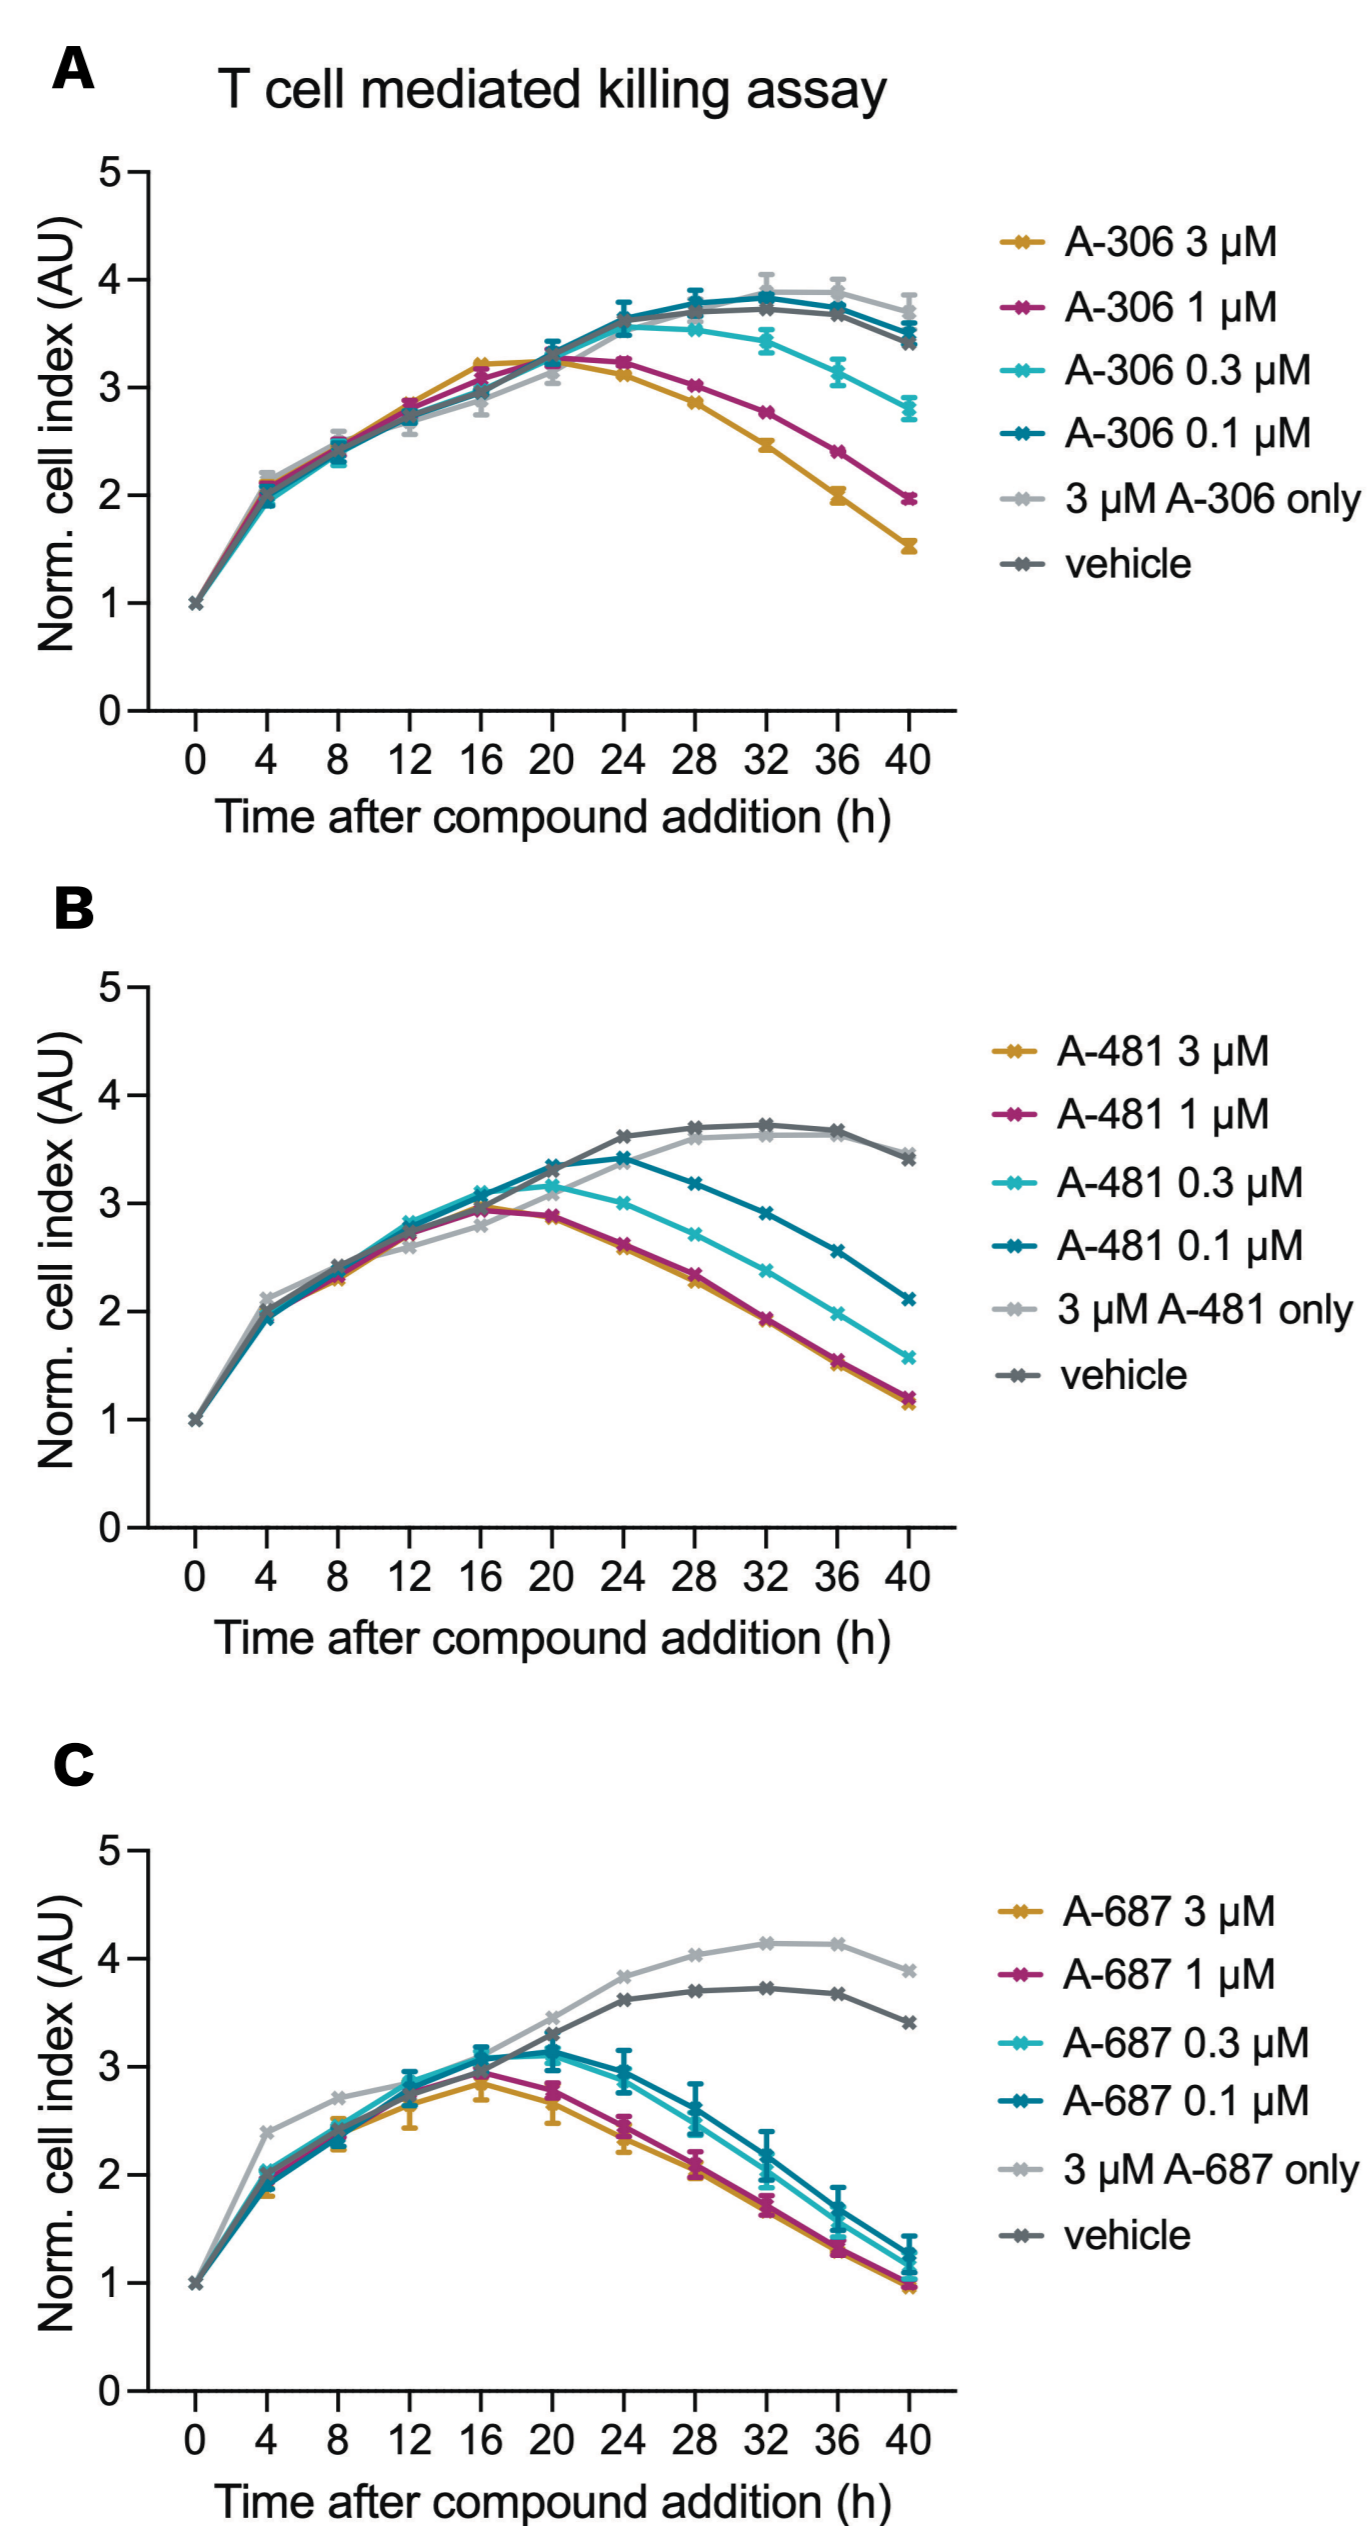 A
T cell mediated killing assay
Norm. cell index (AU)
5
4
3
2
1
0
0 4 8 12 16 20 24 28 32 36 40
Time after compound addition (h)
A-306 3 µM
A-306 1 µM
A-306 0.3 µM
A-306 0.1 µM
3 µM A-306 only
vehicle
B
Norm. cell index (AU)
5
4
3
2
1
0
0 4 8 12 16 20 24 28 32 36 40
Time after compound addition (h)
A-481 3 µM
A-481 1 µM
A-481 0.3 µM
A-481 0.1 µM
3 µM A-481 only
vehicle
C
Norm. cell index (AU)
5
4
3
2
1
0
0 4 8 12 16 20 24 28 32 36 40
Time after compound addition (h)
A-687 3 µM
A-687 1 µM
A-687 0.3 µM
A-687 0.1 µM
3 µM A-687 only
vehicle